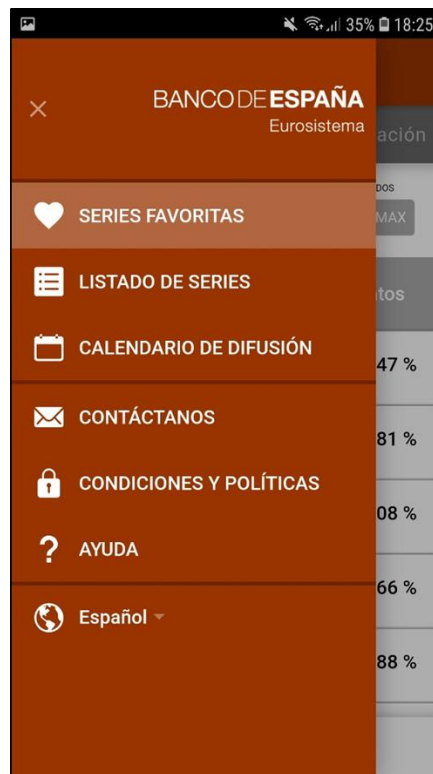 35% 18:25
BANCO DE ESPAÑA
Eurosistema
ación
DOS
MAX
SERIES FAVORITAS
LISTADO DE SERIES
tos
CALENDARIO DE DIFUSIÓN
47 %
CONTÁCTANOS
81 %
CONDICIONES Y POLÍTICAS
08 %
AYUDA
66 %
Español
88 %